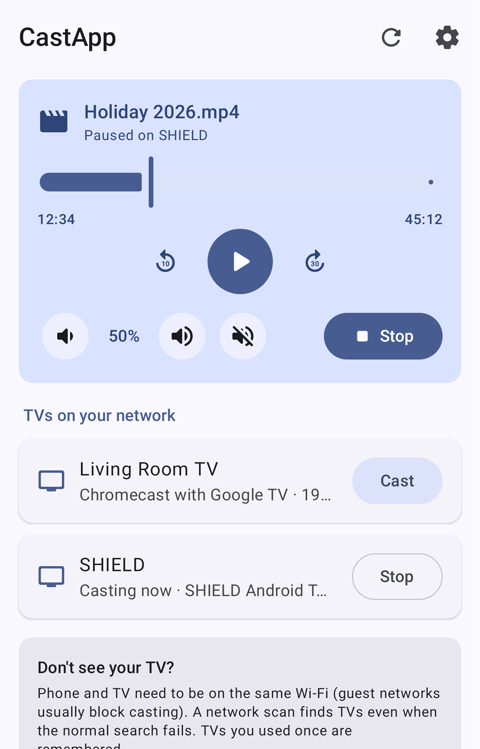 CastApp
Holiday 2026.mp4
Paused on SHIELD
12:34
45:12
10
30
50%
Stop
TVs on your network
Living Room TV
Chromecast with Google TV · 19...
Cast
SHIELD
Casting now · SHIELD Android T...
Stop
Don't see your TV?
Phone and TV need to be on the same Wi-Fi (guest networks
usually block casting). A network scan finds TVs even when
the normal search fails. TVs you used once are
remembered